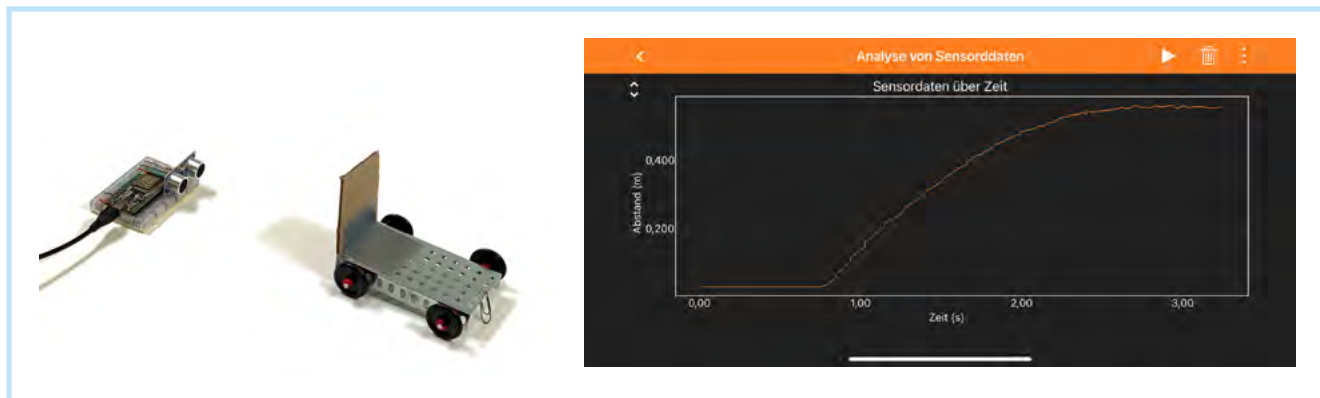 Analyse von Sensorddaten
Sensordaten über Zeit
Abstand (m)
0,400
0,200
0,00 1,00 2,00 3,00
Zeit (s)